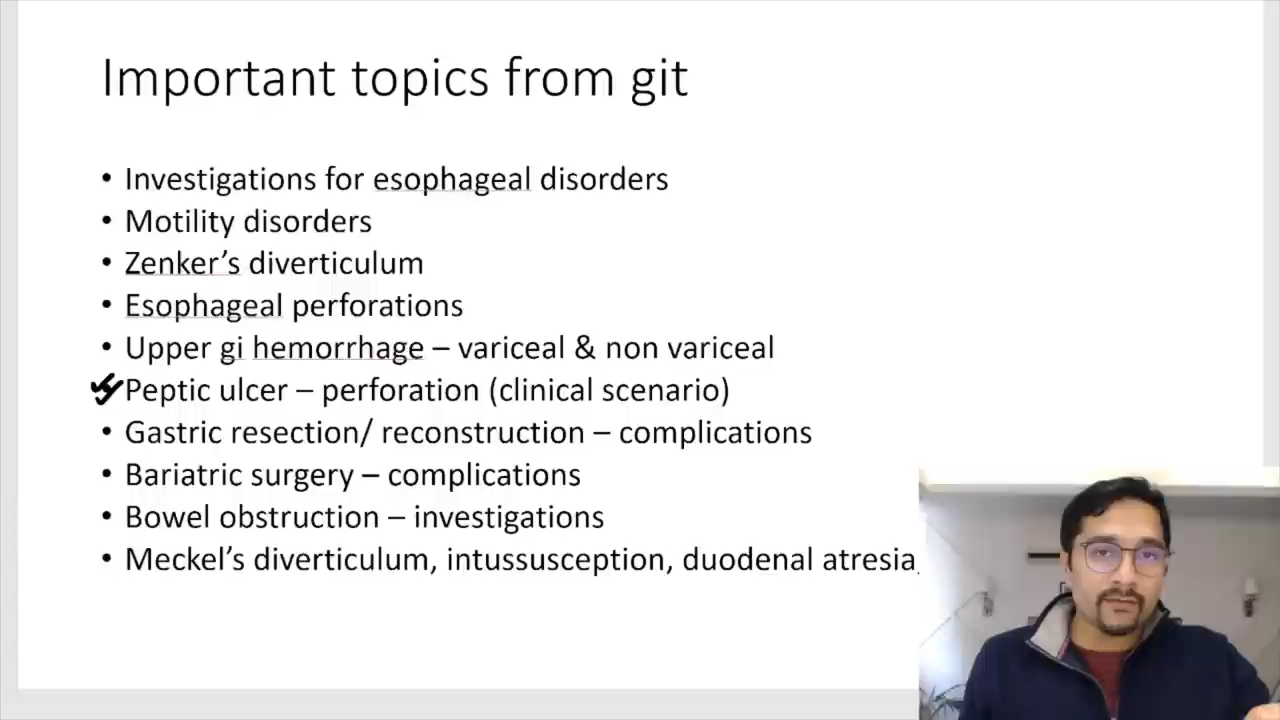 Important topics from git
• Investigations for esophageal disorders
• Motility disorders
• Zenker’s diverticulum
• Esophageal perforations
• Upper gi hemorrhage – variceal & non variceal
Peptic ulcer – perforation (clinical scenario)
• Gastric resection/ reconstruction – complications
• Bariatric surgery – complications
• Bowel obstruction – investigations
• Meckel’s diverticulum, intussusception, duodenal atresia,